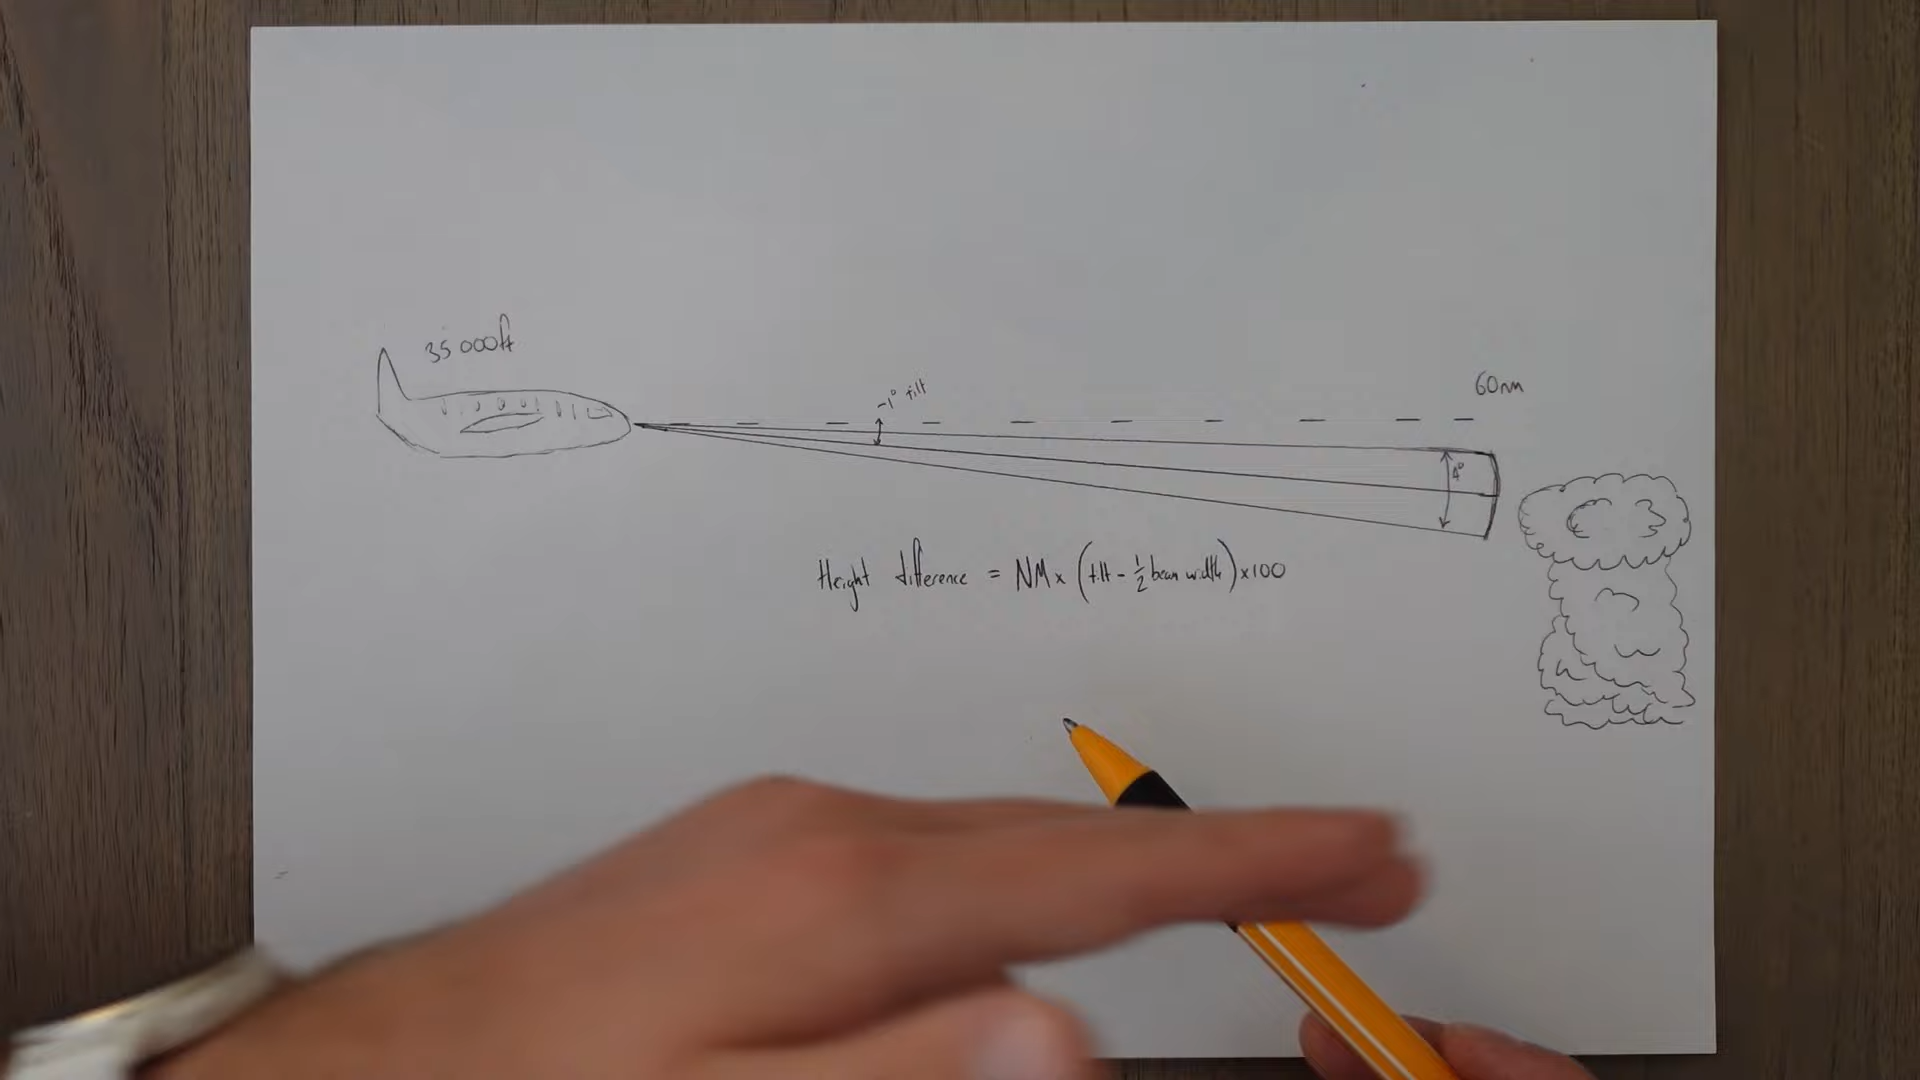 35 000ft
-1° tilt
60nm
4°
Height difference = NM x (tilt - ½ beam width) x 100